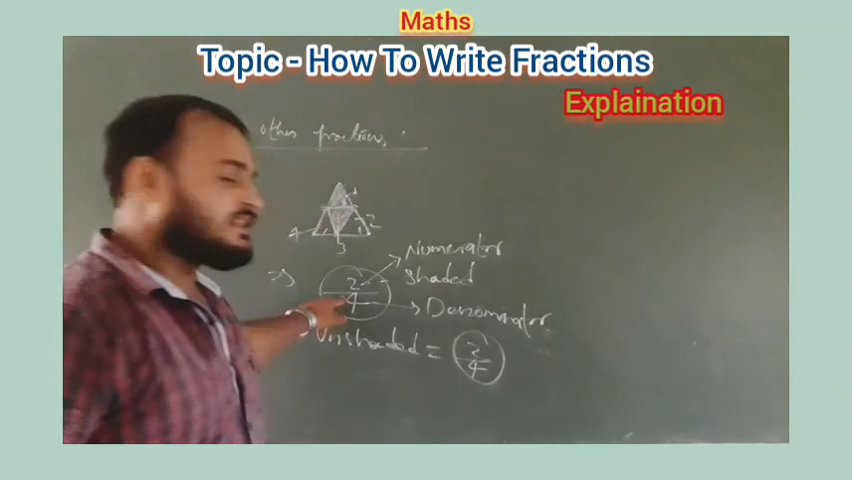 Maths
Topic - How To Write Fractions
Explaination
other fractions
1
4 2
3
Numerator
2 Shaded
4 Denominator
Unshaded = 2
4